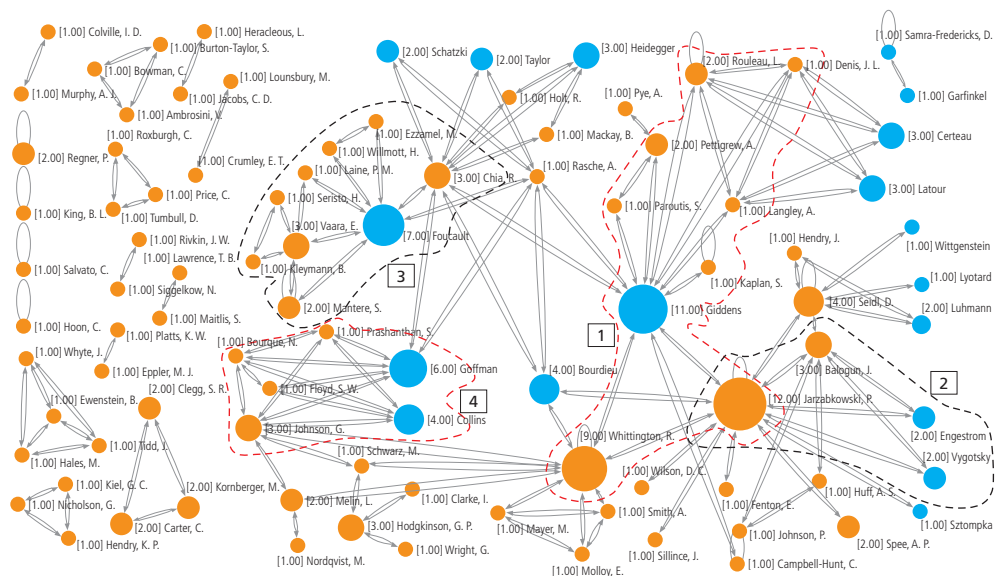 [1.00] Colville, I. D.
[1.00] Heracleous, L.
[1.00] Burton-Taylor, S.
[2.00] Schatzki
[2.00] Taylor
[3.00] Heidegger
[1.00] Samra-Fredericks, D.
[1.00] Bowman, C.
[1.00] Lounsbury, M.
[2.00] Rouleau, L.
[1.00] Denis, J. L.
[1.00] Murphy, A. J.
[1.00] Jacobs, C. D.
[1.00] Holt, R.
[1.00] Pye, A.
[1.00] Garfinkel
[1.00] Ambrosini, V.
[1.00] Ezzamel, M.
[1.00] Mackay, B.
[3.00] Certeau
[1.00] Roxburgh, C.
[1.00] Willmott, H.
[2.00] Pettigrew, A.
[2.00] Regner, P.
[1.00] Crumley, E. T.
[1.00] Laine, P. M.
[3.00] Chia, R.
[1.00] Rasche, A.
[3.00] Latour
[1.00] Price, C.
[1.00] Seristo, H.
[1.00] Paroutis, S.
[1.00] Langley, A.
[1.00] King, B. L.
[1.00] Tumbull, D.
[3.00] Vaara, E.
[7.00] Foucault
[1.00] Wittgenstein
[1.00] Rivkin, J. W.
[1.00] Hendry, J.
[1.00] Lawrence, T. B.
[1.00] Kleymann, B.
3
[1.00] Kaplan, S.
[1.00] Lyotard
[1.00] Salvato, C.
[1.00] Siggelkow, N.
[2.00] Mantere, S.
[11.00] Giddens
[4.00] Seidl, D.
[2.00] Luhmann
[1.00] Hoon, C.
[1.00] Maitlis, S.
[1.00] Platts, K. W.
[1.00] Prashanthan, S.
1
[1.00] Whyte, J.
[1.00] Bourque, N.
[1.00] Eppler, M. J.
[6.00] Goffman
[4.00] Bourdieu
[3.00] Balogun, J.
2
[2.00] Clegg, S. R.
[1.00] Floyd, S. W.
[1.00] Ewenstein, B.
4
[12.00] Jarzabkowski, P.
[4.00] Collins
[3.00] Johnson, G.
[2.00] Engestrom
[1.00] Tidd, J.
[9.00] Whittington, R.
[1.00] Schwarz, M.
[2.00] Vygotsky
[1.00] Hales, M.
[1.00] Wilson, D. C.
[1.00] Kiel, G. C.
[2.00] Kornberger, M.
[2.00] Melin, L.
[1.00] Clarke, I.
[1.00] Huff, A. S.
[1.00] Nicholson, G.
[1.00] Smith, A.
[1.00] Fenton, E.
[1.00] Sztompka
[2.00] Carter, C.
[3.00] Hodgkinson, G. P.
[1.00] Mayer, M.
[1.00] Johnson, P.
[2.00] Spee, A. P.
[1.00] Hendry, K. P.
[1.00] Nordqvist, M.
[1.00] Wright, G.
[1.00] Molloy, E.
[1.00] Sillince, J.
[1.00] Campbell-Hunt, C.